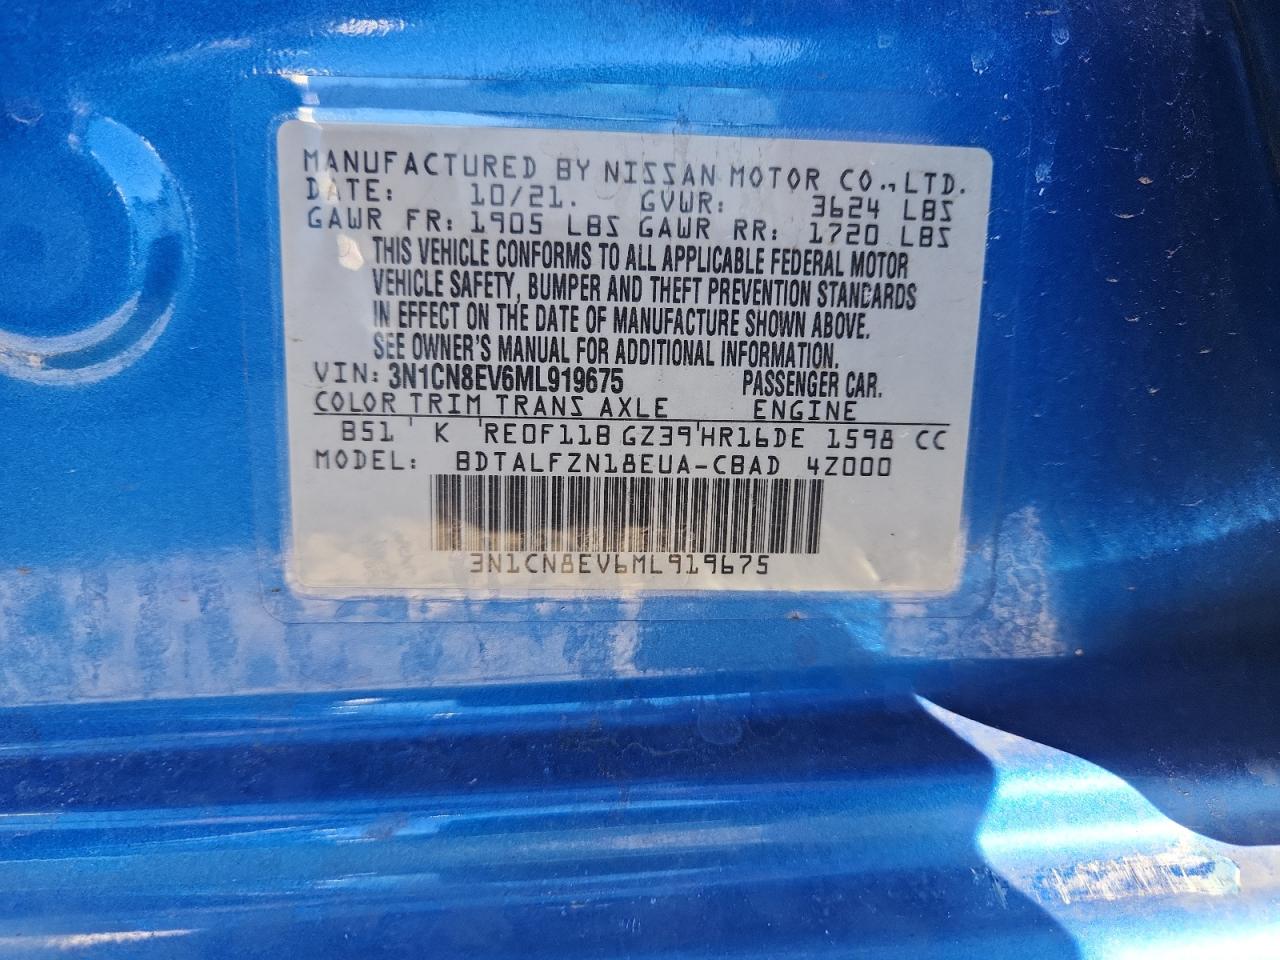 MANUFACTURED BY NISSAN MOTOR CO.,LTD.
DATE: 10/21. GVWR: 3624 LBS
GAWR FR: 1905 LBS GAWR RR: 1720 LBS
THIS VEHICLE CONFORMS TO ALL APPLICABLE FEDERAL MOTOR
VEHICLE SAFETY, BUMPER AND THEFT PREVENTION STANDARDS
IN EFFECT ON THE DATE OF MANUFACTURE SHOWN ABOVE.
SEE OWNER'S MANUAL FOR ADDITIONAL INFORMATION.
VIN: 3N1CN8EV6ML919675 PASSENGER CAR.
COLOR TRIM TRANS AXLE ENGINE
B51 ' K 'RE0F11B GZ39'HR16DE 1598 CC
MODEL: BDTALFZN18EUA-CBAD 4Z000
3N1CN8EV6ML919675